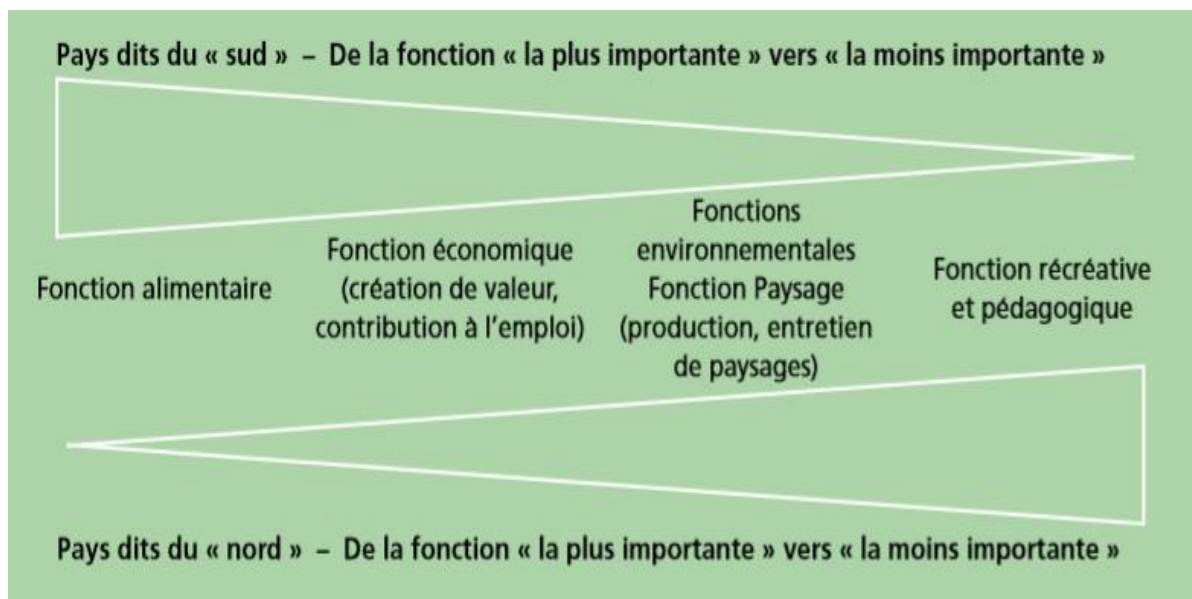 Pays dits du « sud » – De la fonction « la plus importante » vers « la moins importante »
Fonction alimentaire
Fonction économique
(création de valeur,
contribution à l’emploi)
Fonctions
environnementales
Fonction Paysage
(production, entretien
de paysages)
Fonction récréative
et pédagogique
Pays dits du « nord » – De la fonction « la plus importante » vers « la moins importante »